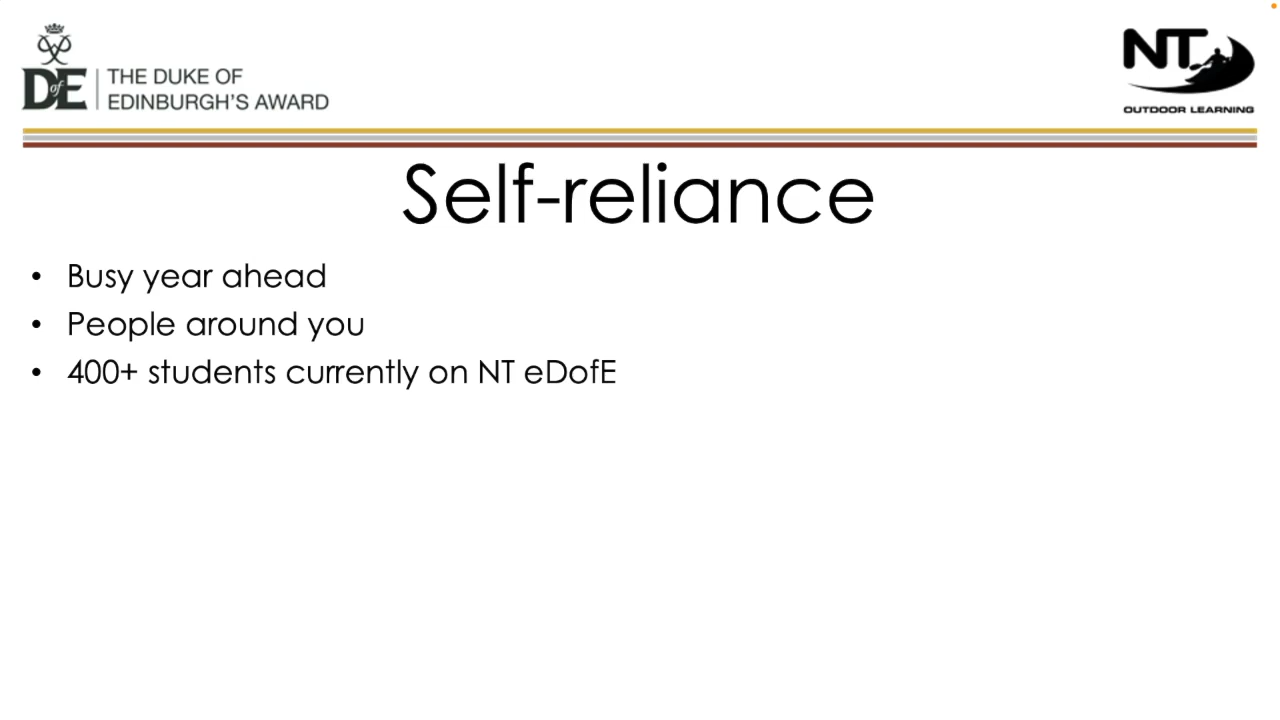 DofE
THE DUKE OF
EDINBURGH'S AWARD
NT
OUTDOOR LEARNING
Self-reliance
• Busy year ahead
• People around you
• 400+ students currently on NT eDofE